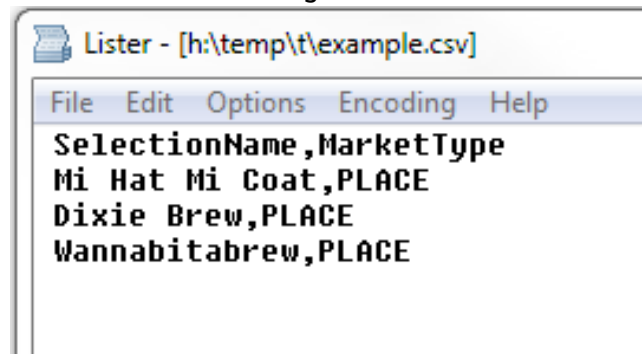 Lister - [h:\temp\t\example.csv]
File Edit Options Encoding Help
SelectionName,MarketType
Mi Hat Mi Coat,PLACE
Dixie Brew,PLACE
Wannabitabrew,PLACE